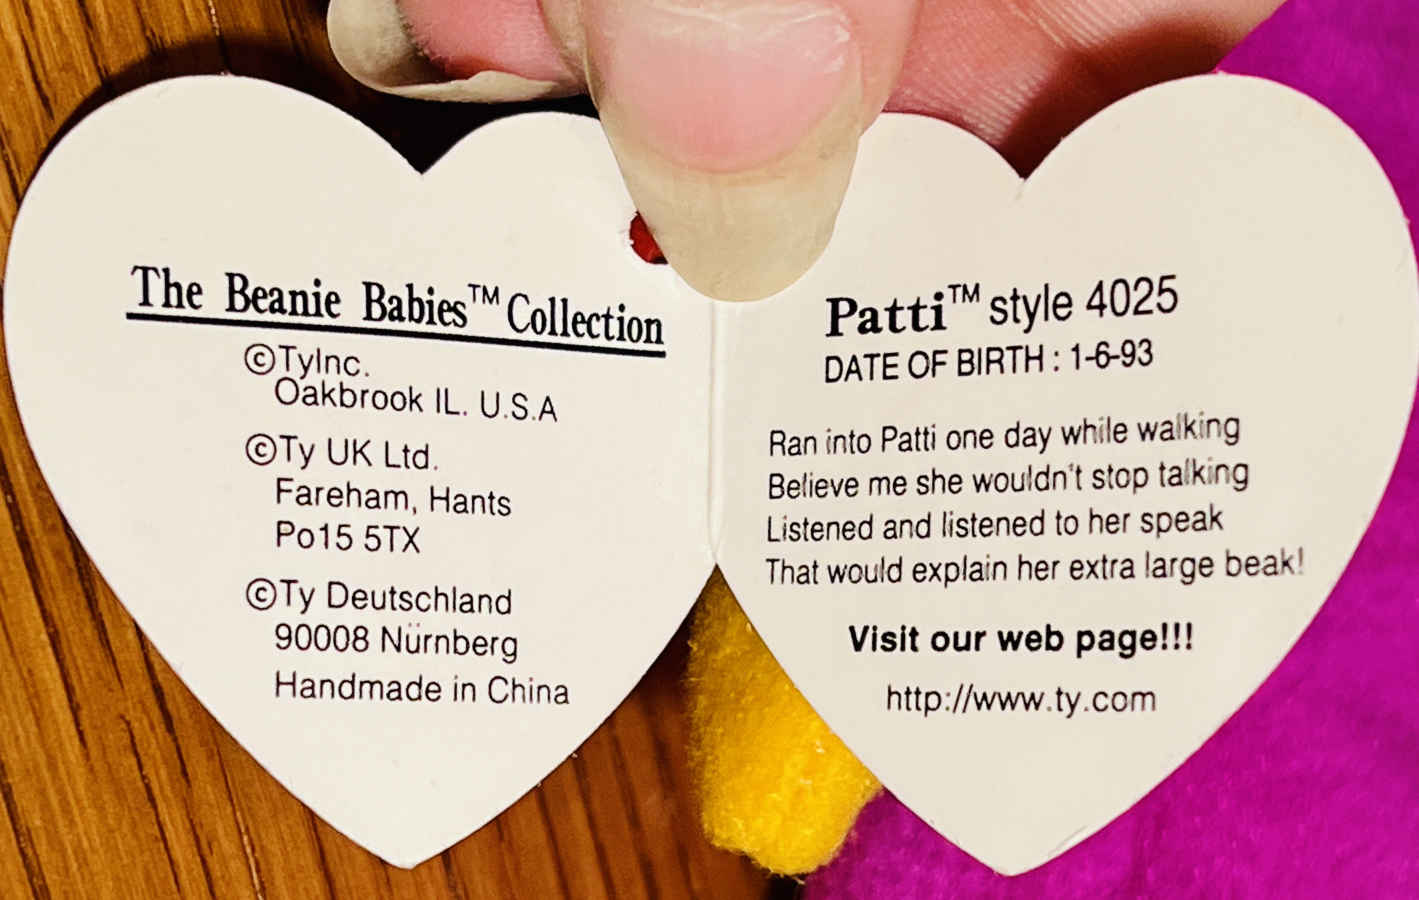 The Beanie Babies™ Collection
©TyInc.
Oakbrook IL. U.S.A
©Ty UK Ltd.
Fareham, Hants
Po15 5TX
©Ty Deutschland
90008 Nürnberg
Handmade in China
Patti™ style 4025
DATE OF BIRTH : 1-6-93
Ran into Patti one day while walking
Believe me she wouldn't stop talking
Listened and listened to her speak
That would explain her extra large beak!
Visit our web page!!!
http://www.ty.com